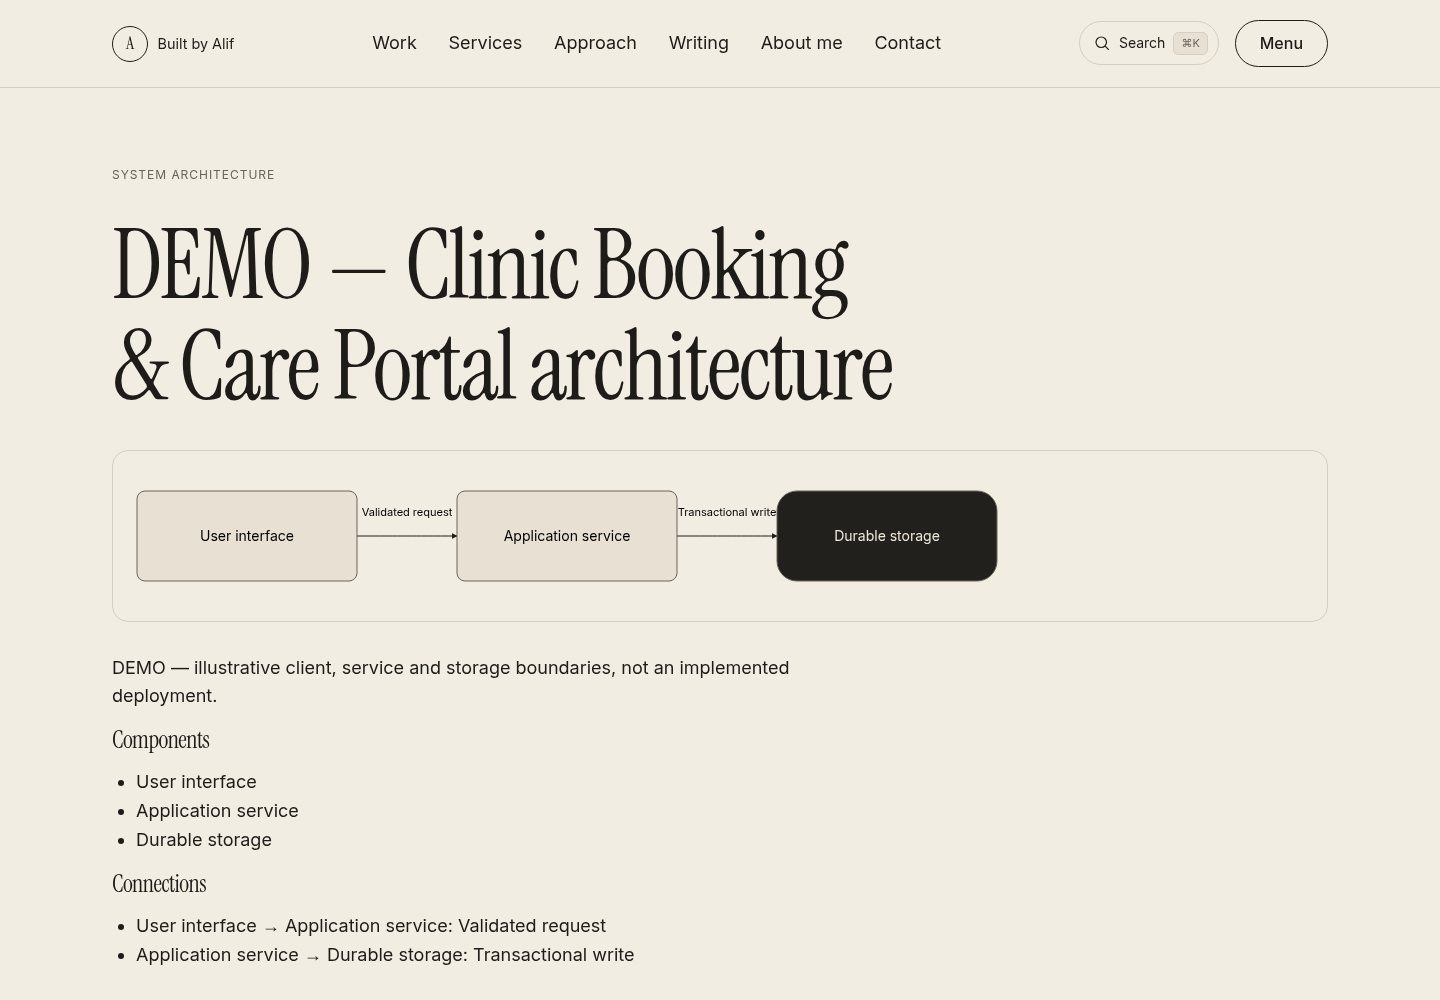 A
Built by Alif
Work
Services
Approach
Writing
About me
Contact
Search
⌘K
Menu
SYSTEM ARCHITECTURE
DEMO — Clinic Booking
& Care Portal architecture
User interface
Validated request
Application service
Transactional write
Durable storage
DEMO — illustrative client, service and storage boundaries, not an implemented
deployment.
Components
• User interface
• Application service
• Durable storage
Connections
• User interface → Application service: Validated request
• Application service → Durable storage: Transactional write